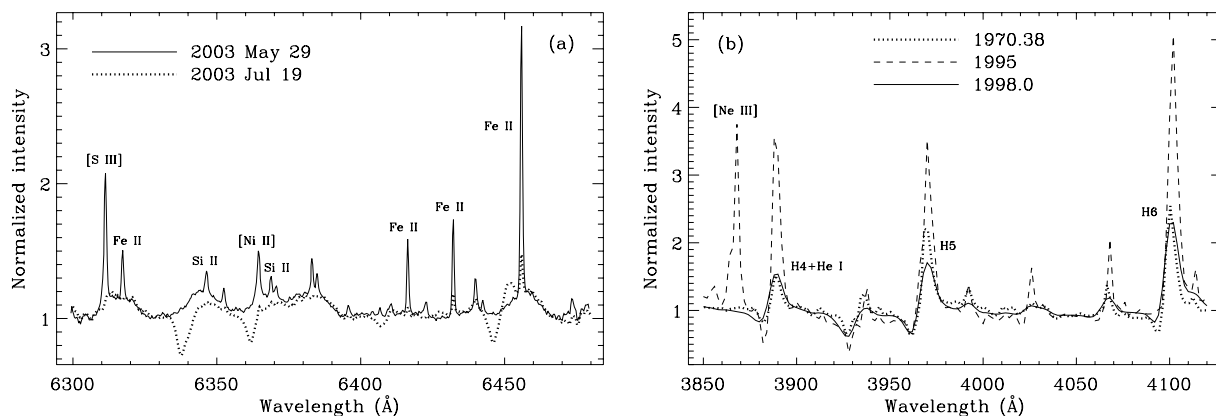 (a)
2003 May 29
2003 Jul 19
Fe II
[S III]
Fe II
Si II
[Ni II]
Si II
Fe II
Fe II
3
2
1
Normalized intensity
6300
6350
6400
6450
Wavelength (Å)
(b)
1970.38
1995
1998.0
[Ne III]
H4+He I
H5
H6
5
4
3
2
1
Normalized intensity
3850
3900
3950
4000
4050
4100
Wavelength (Å)